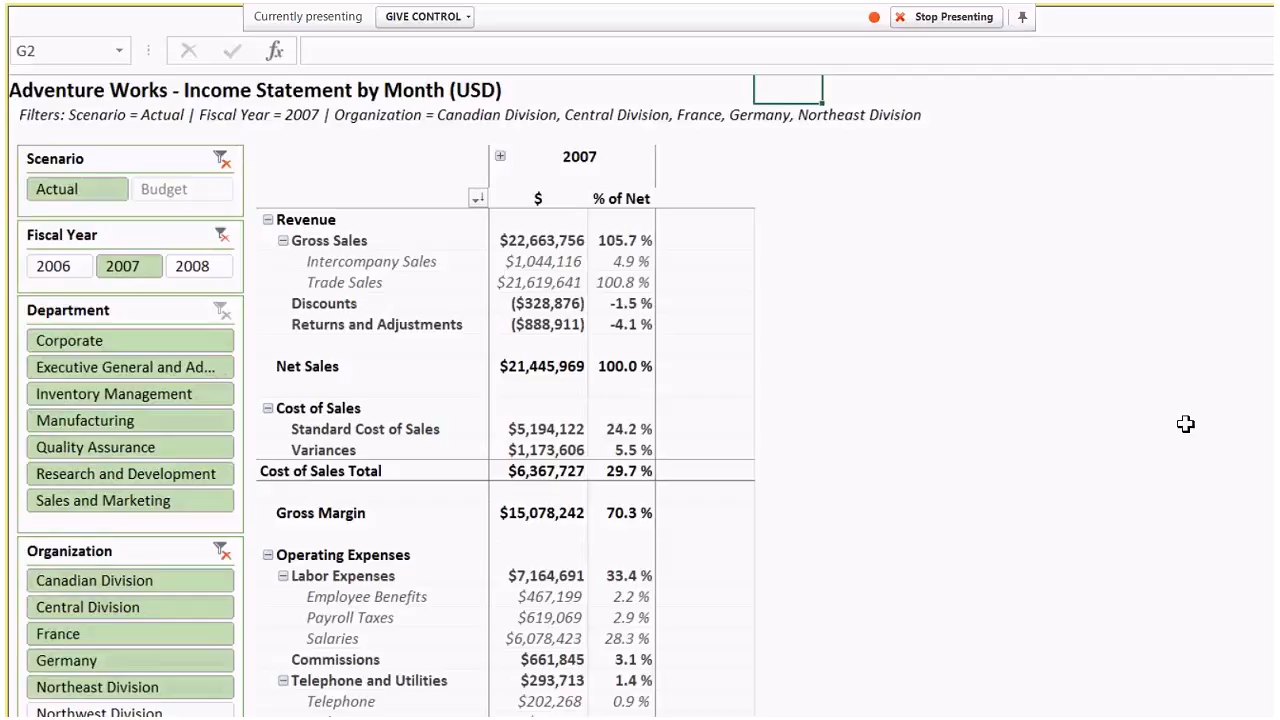 Currently presenting GIVE CONTROL Stop Presenting
G2 fx
Adventure Works - Income Statement by Month (USD)
Filters: Scenario = Actual | Fiscal Year = 2007 | Organization = Canadian Division, Central Division, France, Germany, Northeast Division
Scenario
Actual Budget
Fiscal Year
2006 2007 2008
Department
Corporate
Executive General and Ad...
Inventory Management
Manufacturing
Quality Assurance
Research and Development
Sales and Marketing
Organization
Canadian Division
Central Division
France
Germany
Northeast Division
Northwest Division
2007
$ % of Net
Revenue
Gross Sales $22,663,756 105.7 %
Intercompany Sales $1,044,116 4.9 %
Trade Sales $21,619,641 100.8 %
Discounts ($328,876) -1.5 %
Returns and Adjustments ($888,911) -4.1 %
Net Sales $21,445,969 100.0 %
Cost of Sales
Standard Cost of Sales $5,194,122 24.2 %
Variances $1,173,606 5.5 %
Cost of Sales Total $6,367,727 29.7 %
Gross Margin $15,078,242 70.3 %
Operating Expenses
Labor Expenses $7,164,691 33.4 %
Employee Benefits $467,199 2.2 %
Payroll Taxes $619,069 2.9 %
Salaries $6,078,423 28.3 %
Commissions $661,845 3.1 %
Telephone and Utilities $293,713 1.4 %
Telephone $202,268 0.9 %